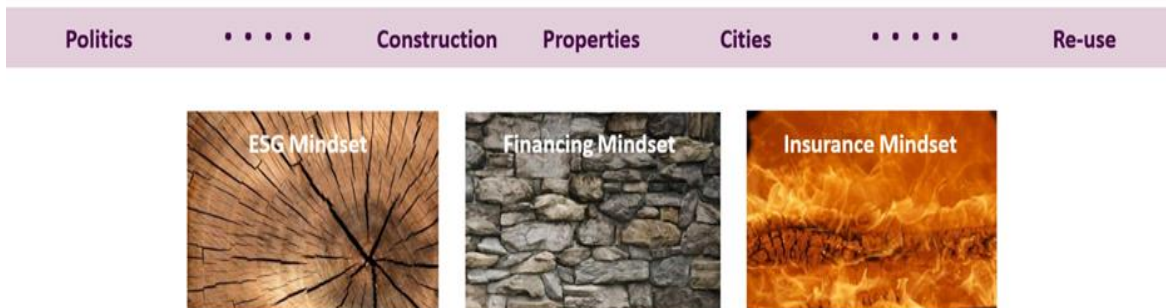 Politics • • • • • Construction Properties Cities • • • • • Re-use
ESG Mindset Financing Mindset Insurance Mindset